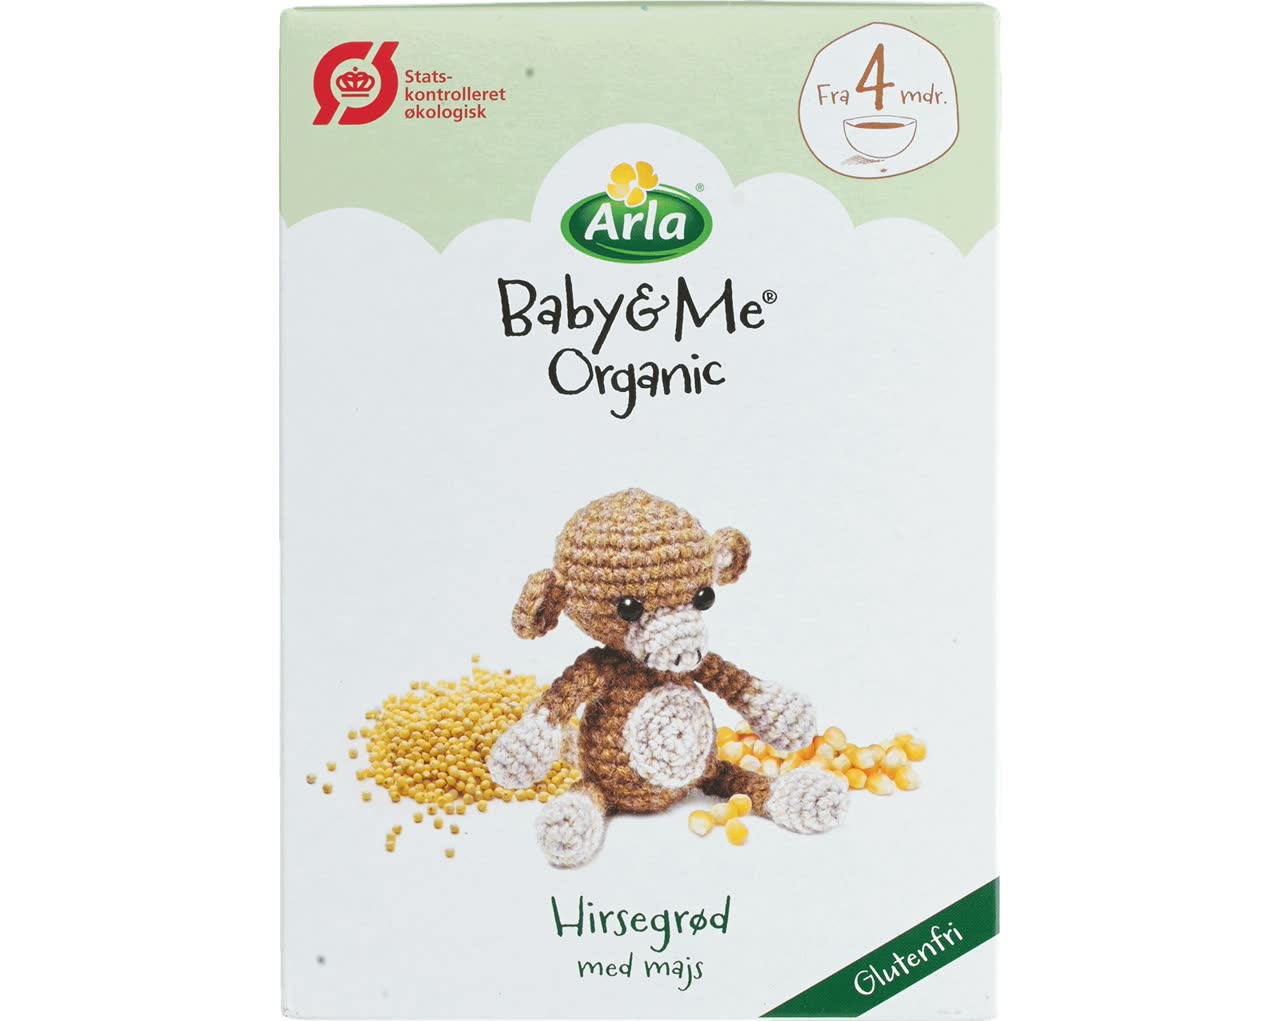 Stats-
kontrolleret
økologisk
Fra 4 mdr.
Arla®
Baby&Me®
Organic
Hirsegrød
med majs
Glutenfri